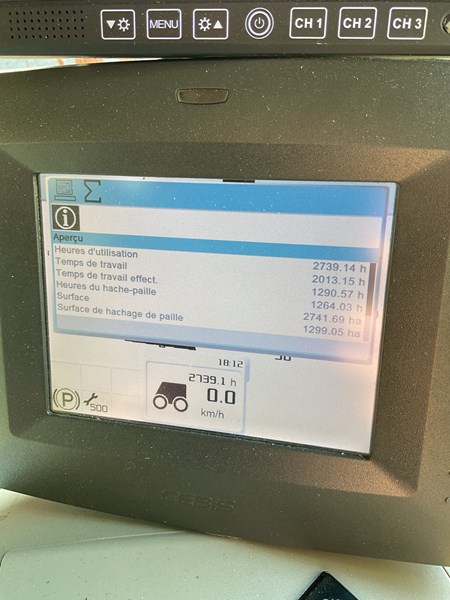 MENU
CH 1
CH 2
CH 3
Aperçu
Heures d'utilisation 2739.14 h
Temps de travail 2013.15 h
Temps de travail effect. 1290.57 h
Heures du hache-paille 1264.03 h
Surface 2741.69 ha
Surface de hachage de paille 1299.05 ha
18:12
2739.1 h
0.0
km/h
P
500
CEBIS